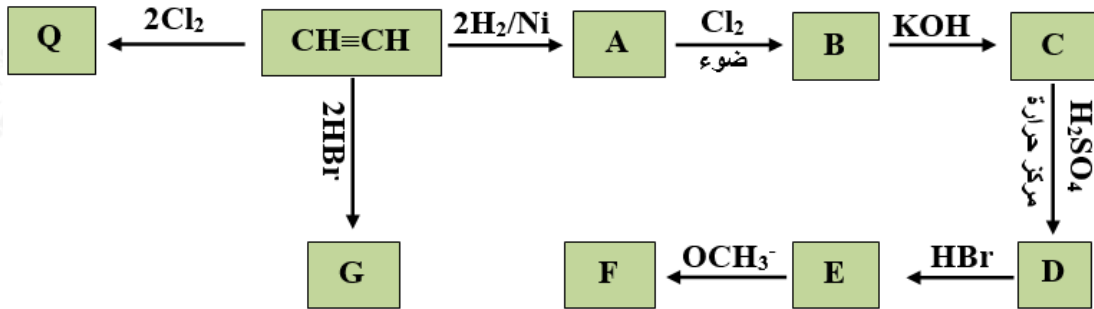 Q
2Cl₂
CH≡CH
2H₂/Ni
A
Cl₂
ضوء
B
KOH
C
2HBr
H₂SO₄
مركز حرارة
G
F
OCH₃⁻
E
HBr
D